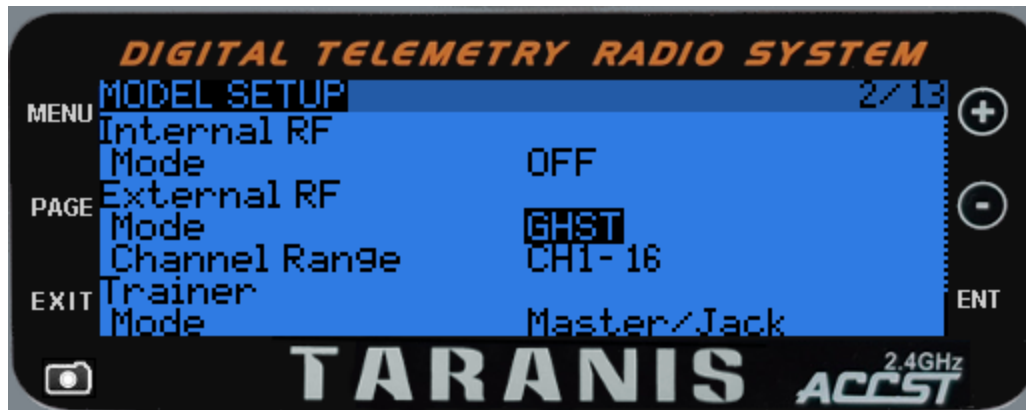 DIGITAL TELEMETRY RADIO SYSTEM
MENU
MODEL SETUP 2/13
Internal RF
Mode OFF
PAGE
External RF
Mode GHST
Channel Range CH1-16
EXIT
Trainer
Mode Master/Jack
+
-
ENT
TARANIS
2.4GHz
ACCST